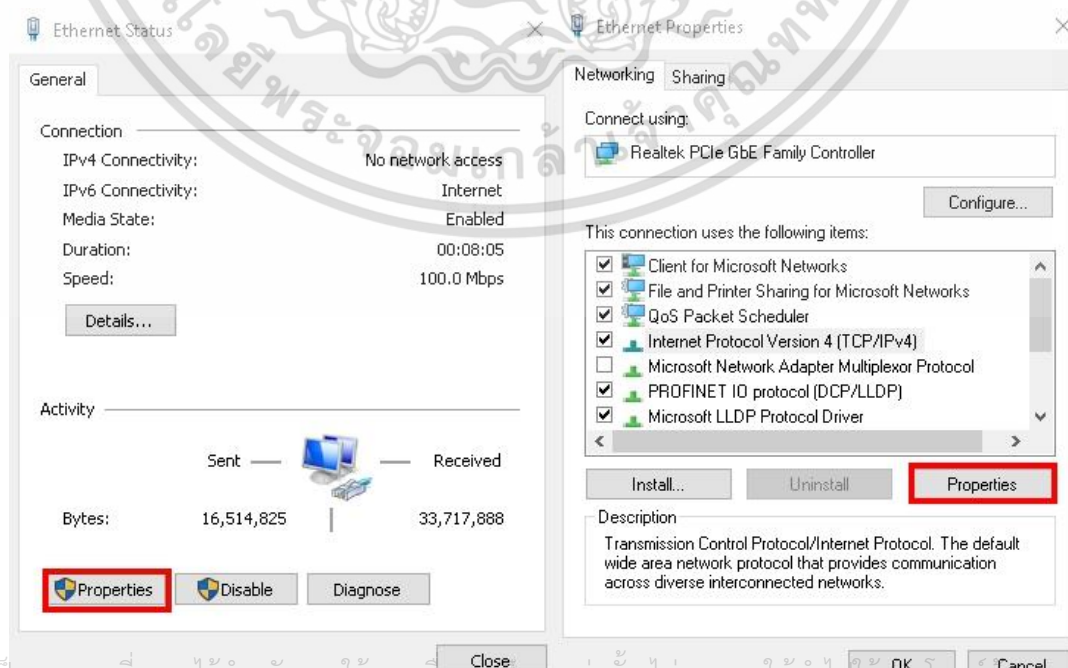 Ethernet Status
General
Connection
IPv4 Connectivity: No network access
IPv6 Connectivity: Internet
Media State: Enabled
Duration: 00:08:05
Speed: 100.0 Mbps
Details...
Activity
Sent Received
Bytes: 16,514,825 33,717,888
Properties Disable Diagnose
Close
Ethernet Properties
Networking Sharing
Connect using:
Realtek PCIe GbE Family Controller
Configure...
This connection uses the following items:
Client for Microsoft Networks
File and Printer Sharing for Microsoft Networks
QoS Packet Scheduler
Internet Protocol Version 4 (TCP/IPv4)
Microsoft Network Adapter Multiplexor Protocol
PROFINET IO protocol (DCP/LLDP)
Microsoft LLDP Protocol Driver
Install... Uninstall Properties
Description
Transmission Control Protocol/Internet Protocol. The default
wide area network protocol that provides communication
across diverse interconnected networks.
OK Cancel